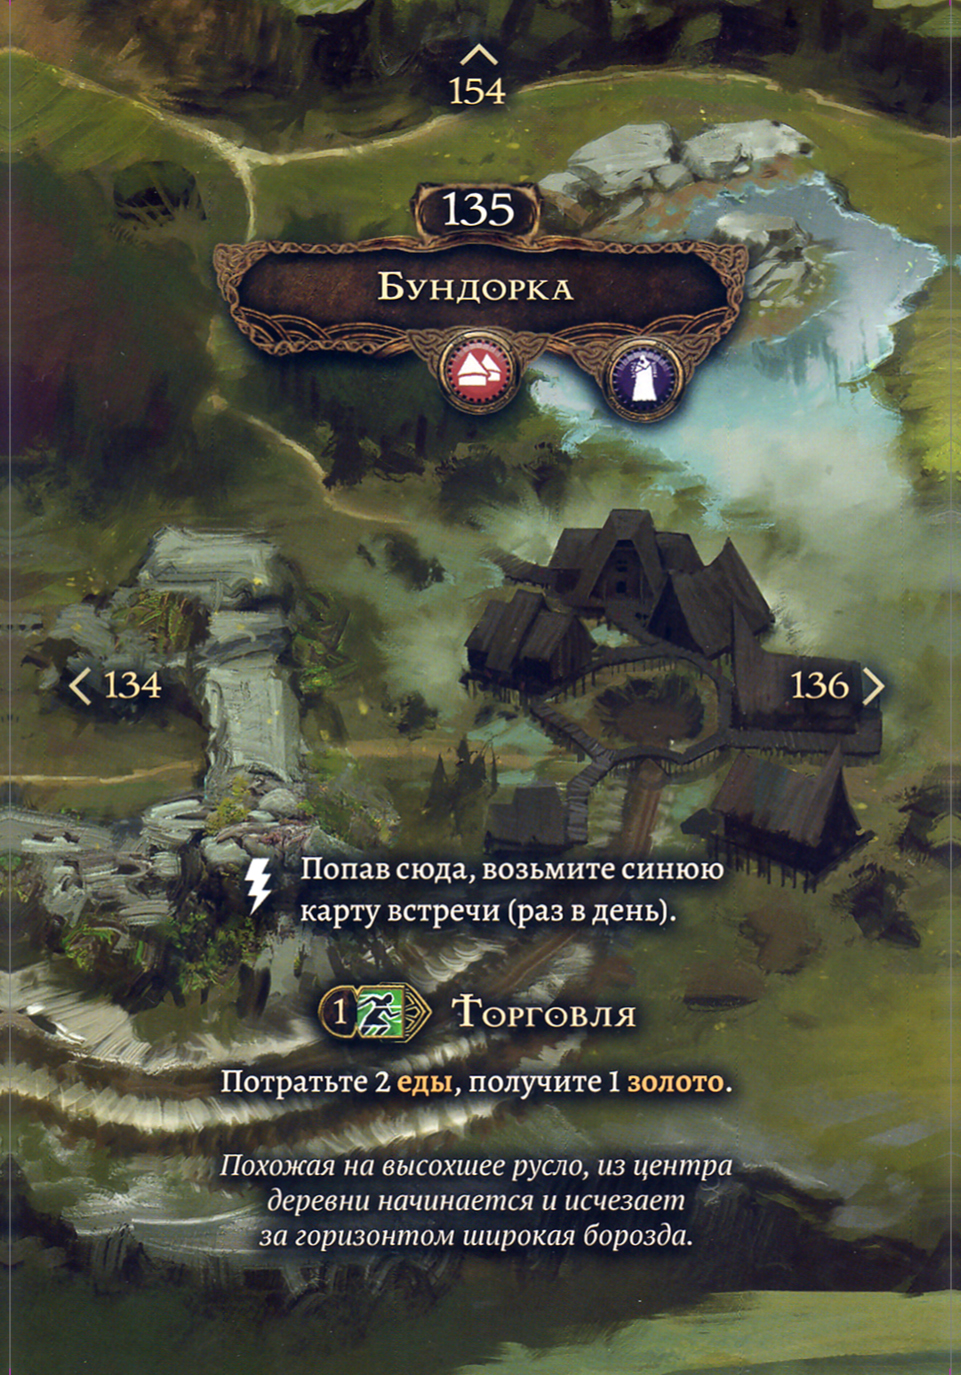 154
135
Бундорка
134
136
Попав сюда, возьмите синюю
карту встречи (раз в день).
1 Торговля
Потратьте 2 еды, получите 1 золото.
Похожая на высохшее русло, из центра
деревни начинается и исчезает
за горизонтом широкая борозда.